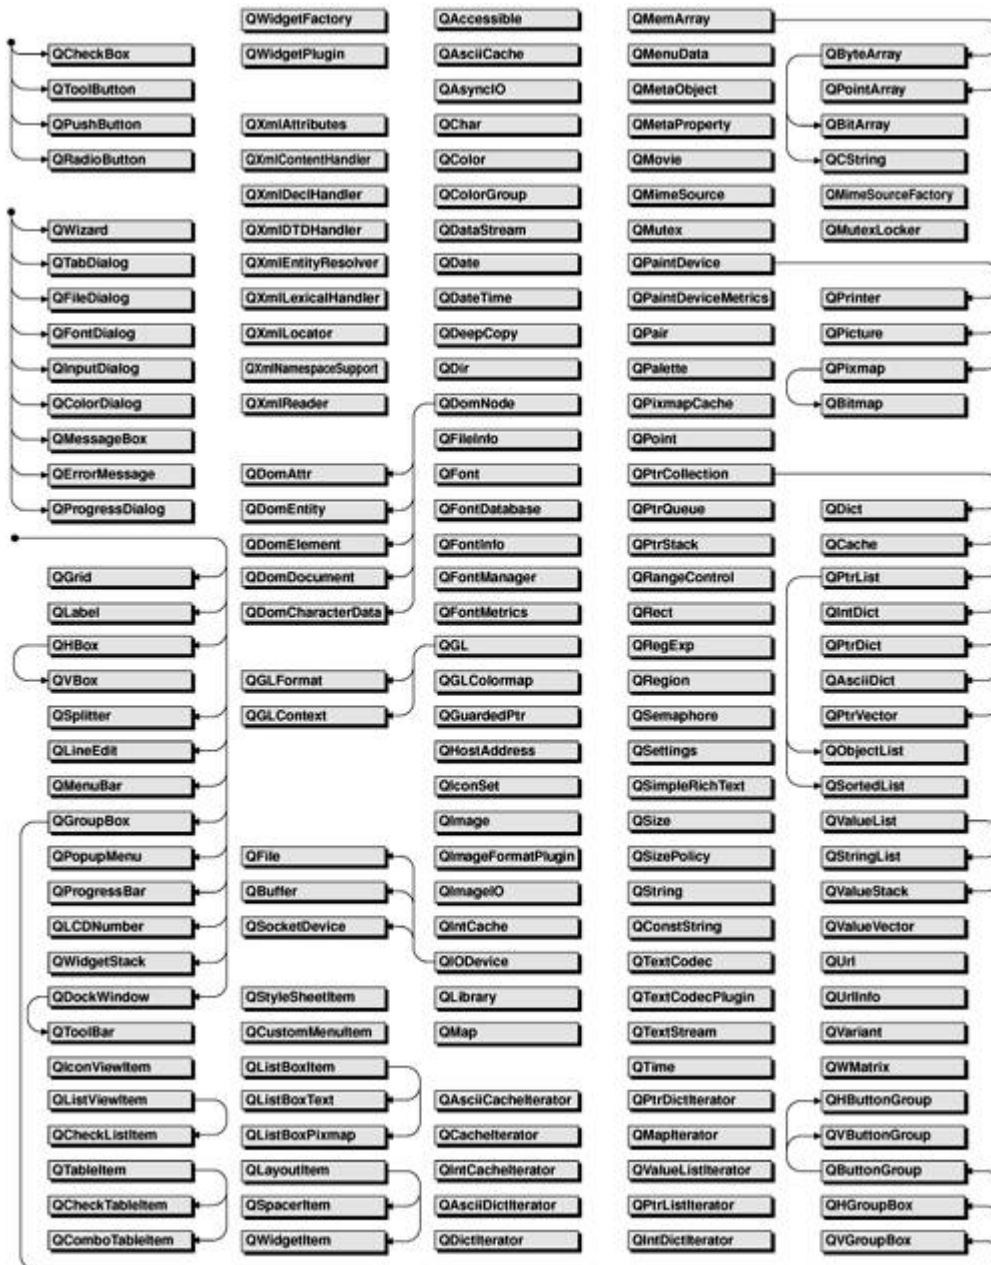 QCheckBox
QToolButton
QPushButton
QRadioButton
QWizard
QTabDialog
QFileDialog
QFontDialog
QInputDialog
QColorDialog
QMessageBox
QErrorMessage
QProgressDialog
QGrid
QLabel
QHBox
QVBox
QSplitter
QLineEdit
QMenuBar
QGroupBox
QPopupMenu
QProgressBar
QLCDNumber
QWidgetStack
QDockWindow
QToolBar
QIconViewItem
QListViewItem
QCheckListItem
QTableItem
QCheckTableItem
QComboTableItem
QWidgetFactory
QWidgetPlugin
QXmlAttributes
QXmlContentHandler
QXmlDeclHandler
QXmlDTDHandler
QXmlEntityResolver
QXmlLexicalHandler
QXmlLocator
QXmlNamespaceSupport
QXmlReader
QDomAttr
QDomEntity
QDomElement
QDomDocument
QDomCharacterData
QGLFormat
QGLContext
QFile
QBuffer
QSocketDevice
QStyleSheetItem
QCustomMenuItem
QListBoxItem
QListBoxText
QListBoxPixmap
QLayoutItem
QSpacerItem
QWidgetItem
QAccessible
QAsciiCache
QAsyncIO
QChar
QColor
QColorGroup
QDataStream
QDate
QDateTime
QDeepCopy
QDir
QDomNode
QFileInfo
QFont
QFontDatabase
QFontInfo
QFontManager
QFontMetrics
QGL
QGLColormap
QGuardedPtr
QHostAddress
QIconSet
QImage
QImageFormatPlugin
QImageIO
QIntCache
QIODevice
QLibrary
QMap
QAsciiCacheIterator
QCacheIterator
QIntCacheIterator
QAsciiDictIterator
QDictIterator
QMemArray
QMenuData
QMetaObject
QMetaProperty
QMovie
QMimeSource
QMutex
QPaintDevice
QPaintDeviceMetrics
QPair
QPalette
QPixmapCache
QPoint
QPtrCollection
QPtrQueue
QPtrStack
QRangeControl
QRect
QRegExp
QRegion
QSemaphore
QSettings
QSimpleRichText
QSize
QSizePolicy
QString
QConstString
QTextCodec
QTextCodecPlugin
QTextStream
QTime
QPtrDictIterator
QMapIterator
QValueListIterator
QPtrListIterator
QIntDictIterator
QByteArray
QPointArray
QBitArray
QCString
QMimeSourceFactory
QMutexLocker
QPrinter
QPicture
QPixmap
QBitmap
QDict
QCache
QPtrList
QIntDict
QPtrDict
QAsciiDict
QPtrVector
QObjectList
QSortedList
QValueList
QStringList
QValueStack
QValueVector
QUrl
QUrlInfo
QVariant
QWMatrix
QHButtonGroup
QVButtonGroup
QButtonGroup
QHGroupBox
QVGroupBox